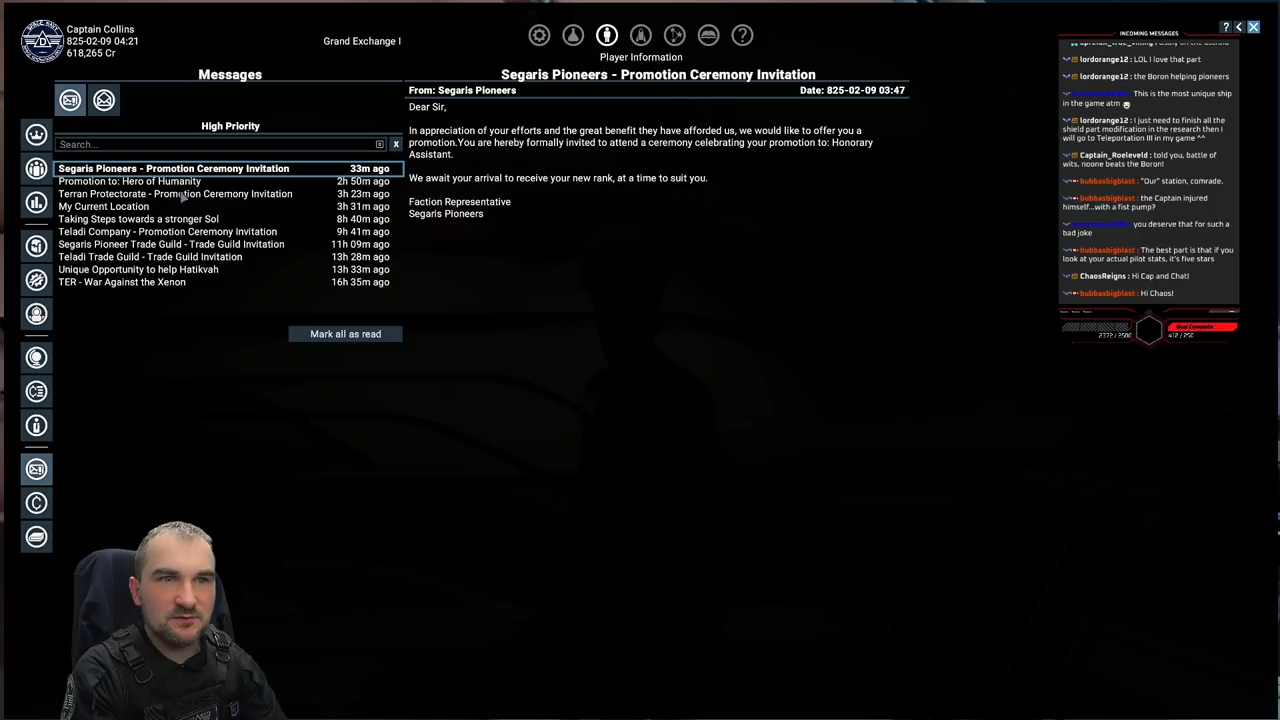 Captain Collins
825-02-09 04:21
618,265 Cr
Grand Exchange I
Player Information
Messages
High Priority
Search...
x
Segaris Pioneers - Promotion Ceremony Invitation 33m ago
Promotion to: Hero of Humanity 2h 50m ago
Terran Protectorate - Promotion Ceremony Invitation 3h 23m ago
My Current Location 3h 31m ago
Taking Steps towards a stronger Sol 8h 40m ago
Teladi Company - Promotion Ceremony Invitation 9h 41m ago
Segaris Pioneer Trade Guild - Trade Guild Invitation 11h 09m ago
Teladi Trade Guild - Trade Guild Invitation 13h 28m ago
Unique Opportunity to help Hatikvah 13h 33m ago
TER - War Against the Xenon 16h 35m ago
Mark all as read
Segaris Pioneers - Promotion Ceremony Invitation
From: Segaris Pioneers Date: 825-02-09 03:47
Dear Sir,
In appreciation of your efforts and the great benefit they have afforded us, we would like to offer you a
promotion.You are hereby formally invited to attend a ceremony celebrating your promotion to: Honorary
Assistant.
We await your arrival to receive your new rank, at a time to suit you.
Faction Representative
Segaris Pioneers
INCOMING MESSAGES
lordorange12: LOL I love that part
lordorange12: the Boron helping pioneers
This is the most unique ship
in the game atm
lordorange12: I just need to finish all the
shield part modification in the research then I
will go to Teleportation III in my game ^^
Captain_Roeleveld: told you, battle of
wits, noone beats the Boron!
bubbasbigblast: "Our" station, comrade.
bubbasbigblast: the Captain injured
himself...with a fist pump?
you deserve that for such a
bad joke
bubbasbigblast: The best part is that if you
look at your actual pilot stats, it's five stars
ChaosReigns: Hi Cap and Chat!
bubbasbigblast: Hi Chaos!
2372 / 2500
412 / 250